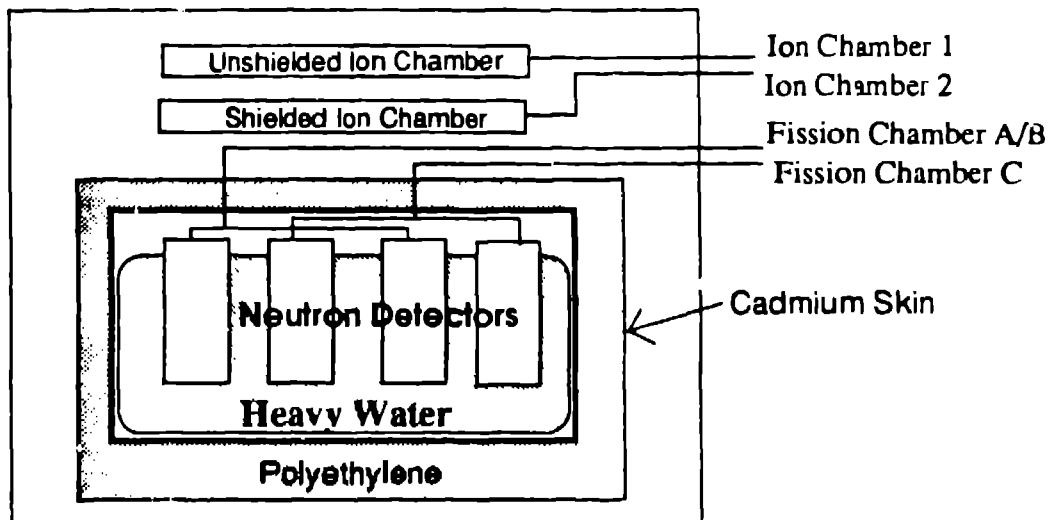 Unshielded Ion Chamber
Ion Chamber 1
Shielded Ion Chamber
Ion Chamber 2
Fission Chamber A/B
Fission Chamber C
Neutron Detectors
Cadmium Skin
Heavy Water
Polyethylene